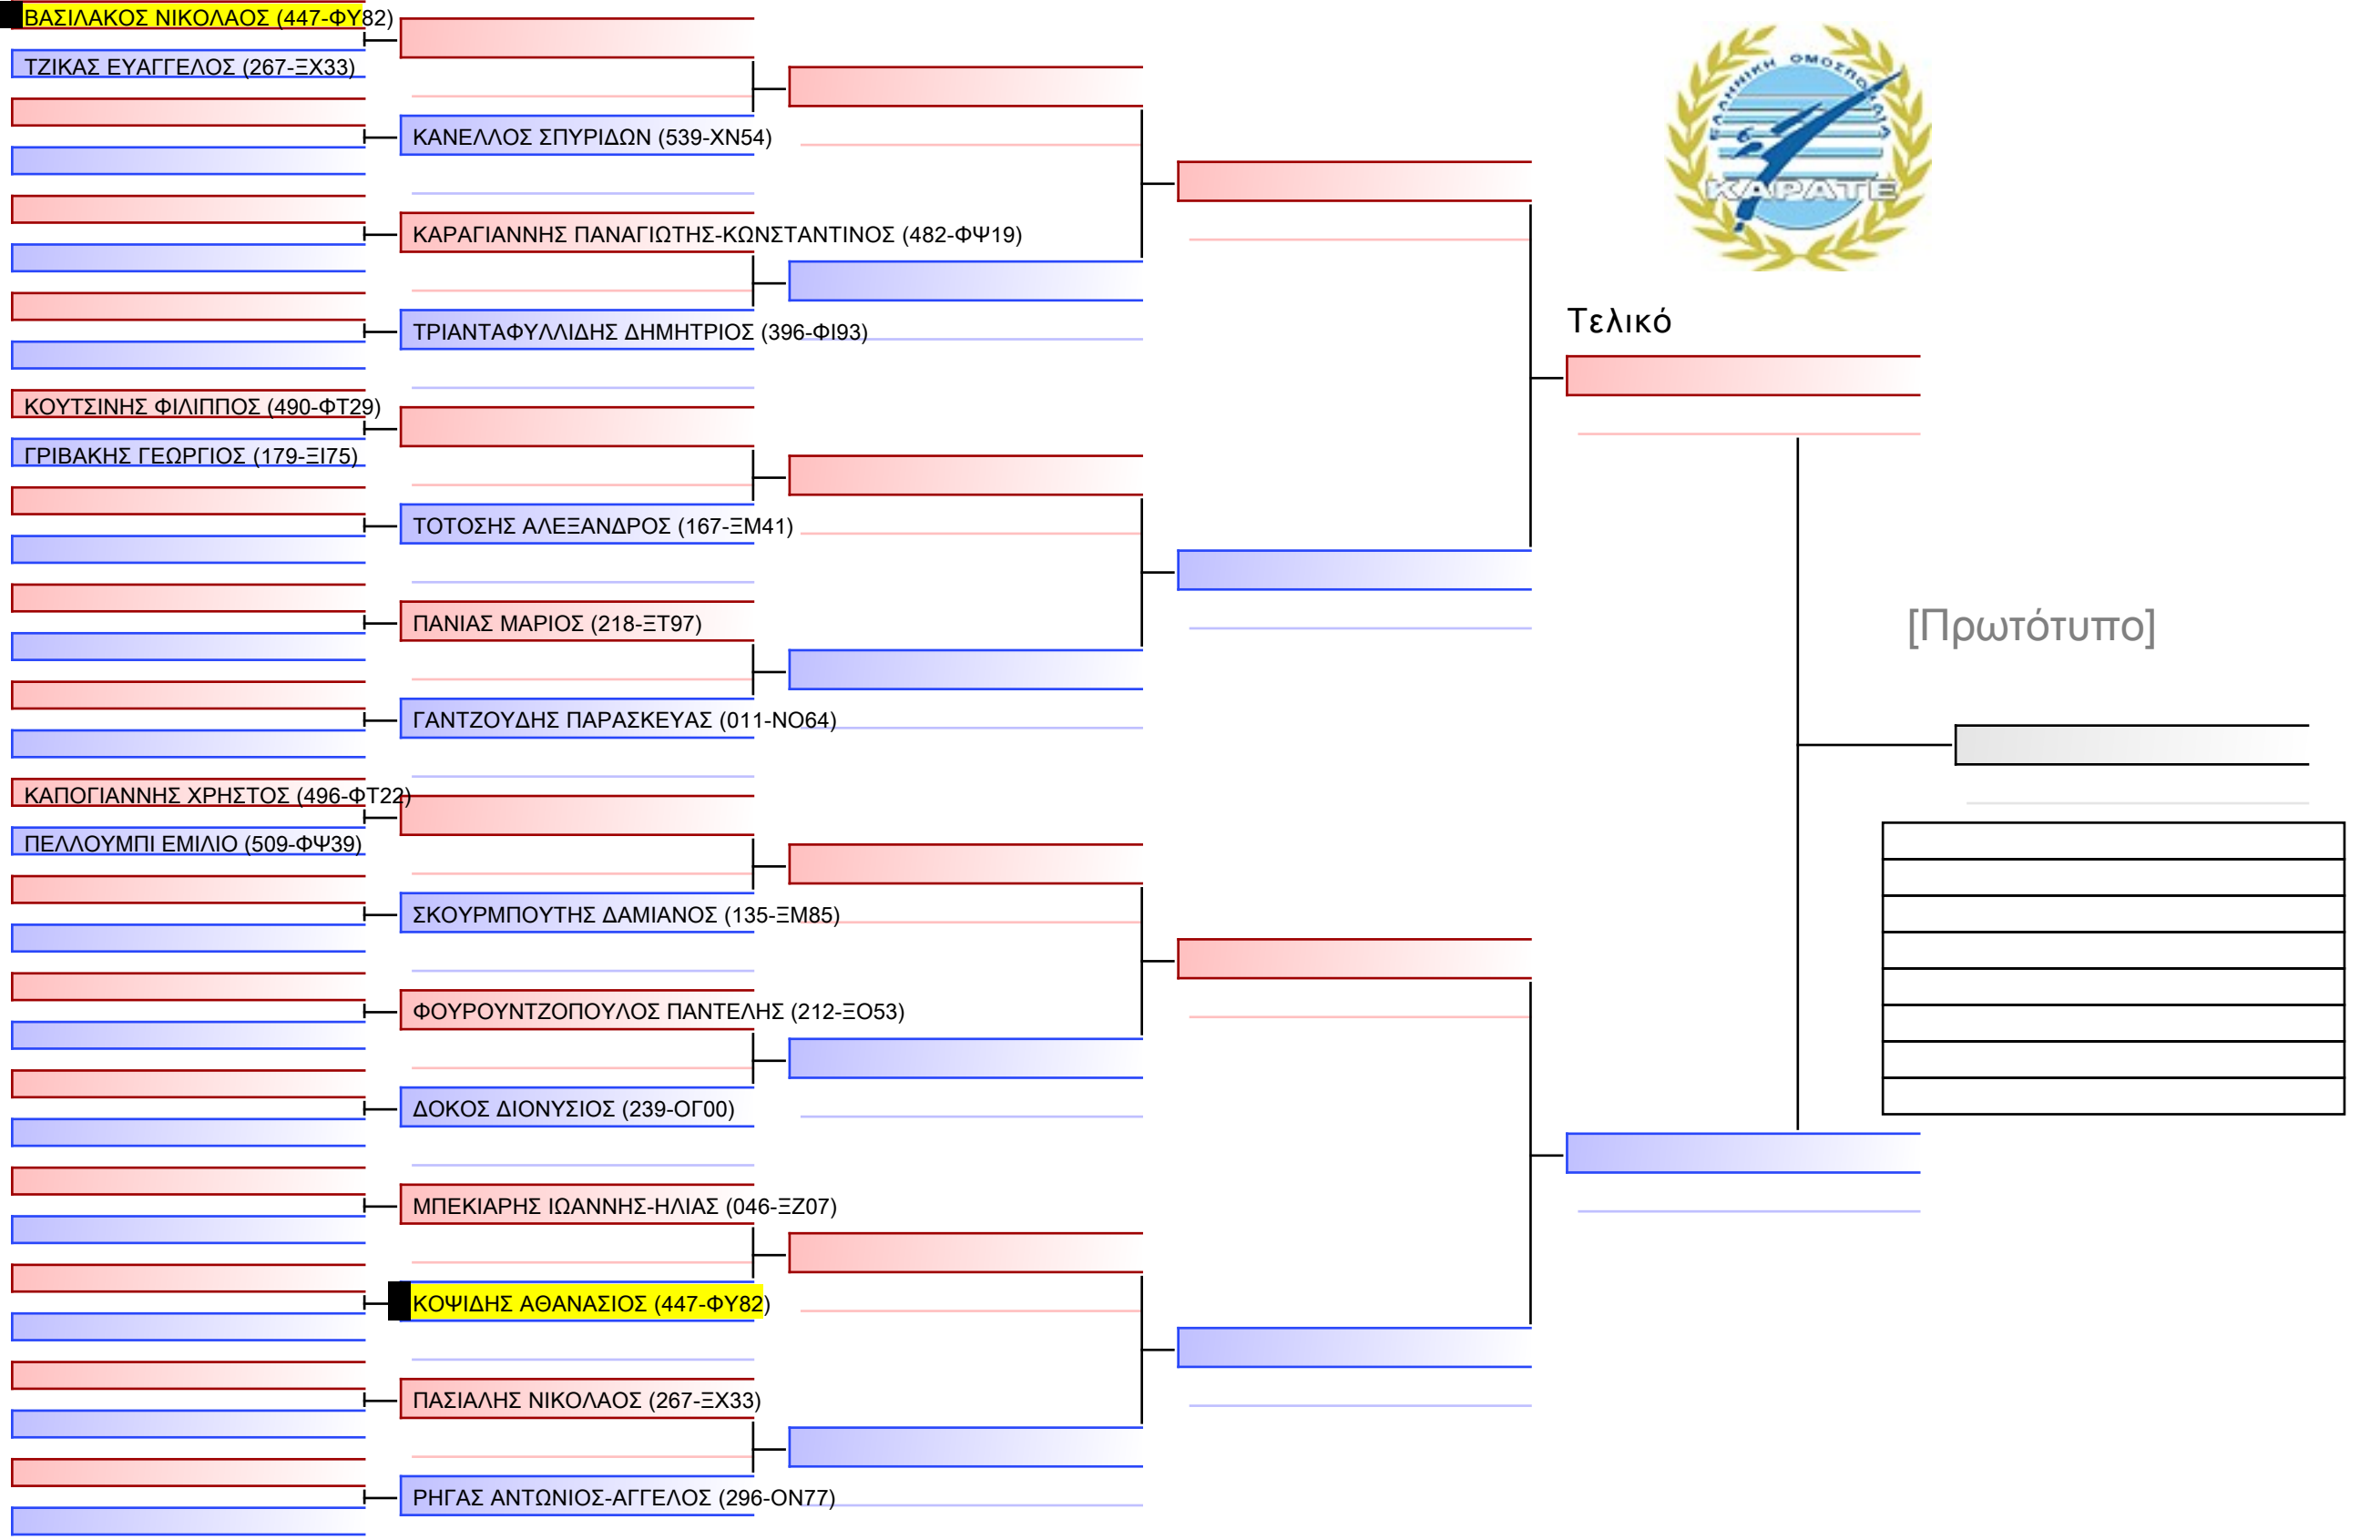 ΒΑΣΙΛΑΚΟΣ ΝΙΚΟΛΑΟΣ (447-ΦΥ82)
ΤΖΙΚΑΣ ΕΥΑΓΓΕΛΟΣ (267-ΞΧ33)
ΚΑΝΕΛΛΟΣ ΣΠΥΡΙΔΩΝ (539-ΧΝ54)
ΚΑΡΑΓΙΑΝΝΗΣ ΠΑΝΑΓΙΩΤΗΣ-ΚΩΝΣΤΑΝΤΙΝΟΣ (482-ΦΨ19)
ΤΡΙΑΝΤΑΦΥΛΛΙΔΗΣ ΔΗΜΗΤΡΙΟΣ (396-ΦΙ93)
ΚΟΥΤΣΙΝΗΣ ΦΙΛΙΠΠΟΣ (490-ΦΤ29)
ΓΡΙΒΑΚΗΣ ΓΕΩΡΓΙΟΣ (179-ΞΙ75)
ΤΟΤΟΣΗΣ ΑΛΕΞΑΝΔΡΟΣ (167-ΞΜ41)
ΠΑΝΙΑΣ ΜΑΡΙΟΣ (218-ΞΤ97)
ΓΑΝΤΖΟΥΔΗΣ ΠΑΡΑΣΚΕΥΑΣ (011-ΝΟ64)
ΚΑΠΟΓΙΑΝΝΗΣ ΧΡΗΣΤΟΣ (496-ΦΤ22)
ΠΕΛΛΟΥΜΠΙ ΕΜΙΛΙΟ (509-ΦΨ39)
ΣΚΟΥΡΜΠΟΥΤΗΣ ΔΑΜΙΑΝΟΣ (135-ΞΜ85)
ΦΟΥΡΟΥΝΤΖΟΠΟΥΛΟΣ ΠΑΝΤΕΛΗΣ (212-ΞΟ53)
ΔΟΚΟΣ ΔΙΟΝΥΣΙΟΣ (239-ΟΓ00)
ΜΠΕΚΙΑΡΗΣ ΙΩΑΝΝΗΣ-ΗΛΙΑΣ (046-ΞΖ07)
ΚΟΨΙΔΗΣ ΑΘΑΝΑΣΙΟΣ (447-ΦΥ82)
ΠΑΣΙΑΛΗΣ ΝΙΚΟΛΑΟΣ (267-ΞΧ33)
ΡΗΓΑΣ ΑΝΤΩΝΙΟΣ-ΑΓΓΕΛΟΣ (296-ΟΝ77)
ΕΛΛΗΝΙΚΗ ΟΜΟΣΠΟΝΔΙΑ
ΚΑΡΑΤΕ
Τελικό
[Πρωτότυπο]